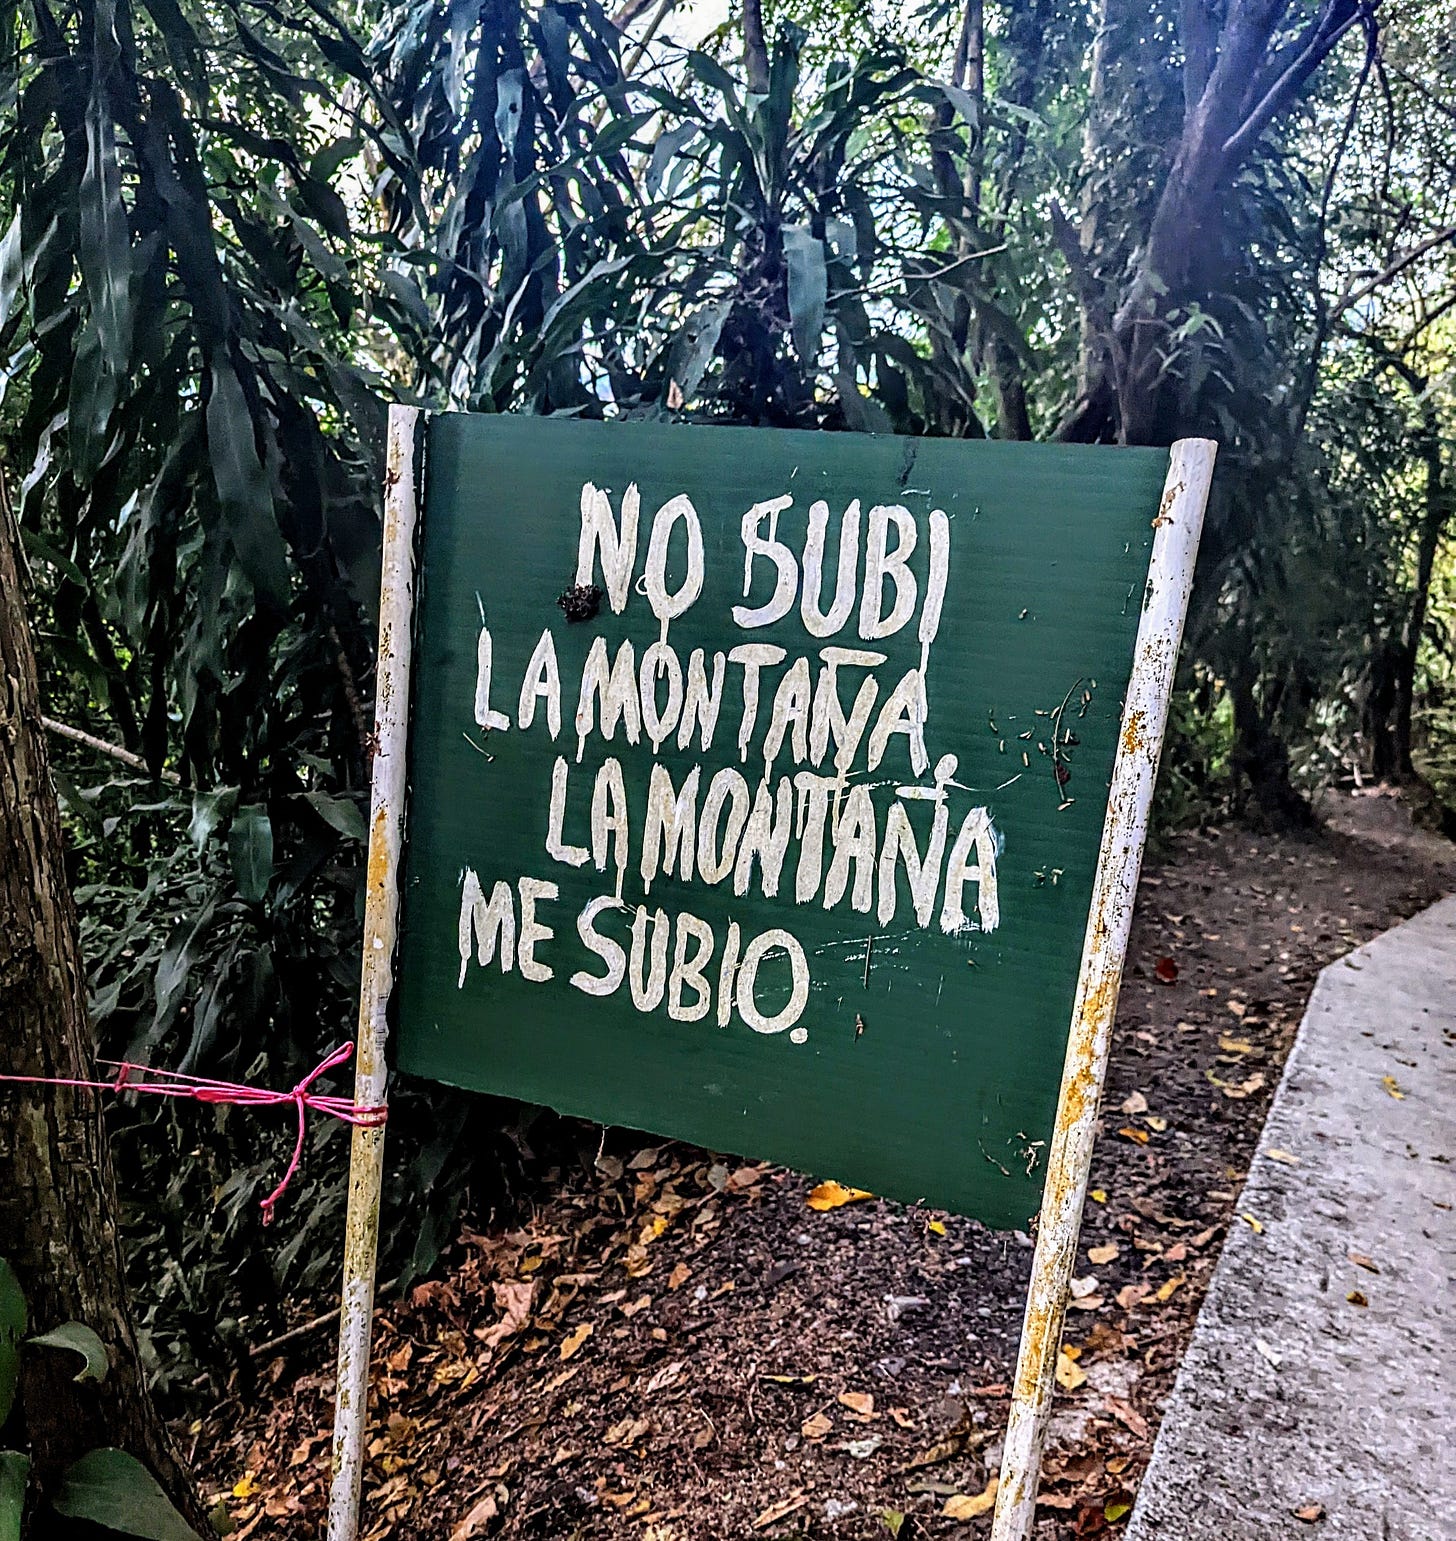 NO SUBI
LA MONTAÑA,
LA MONTAÑA
ME SUBIO.